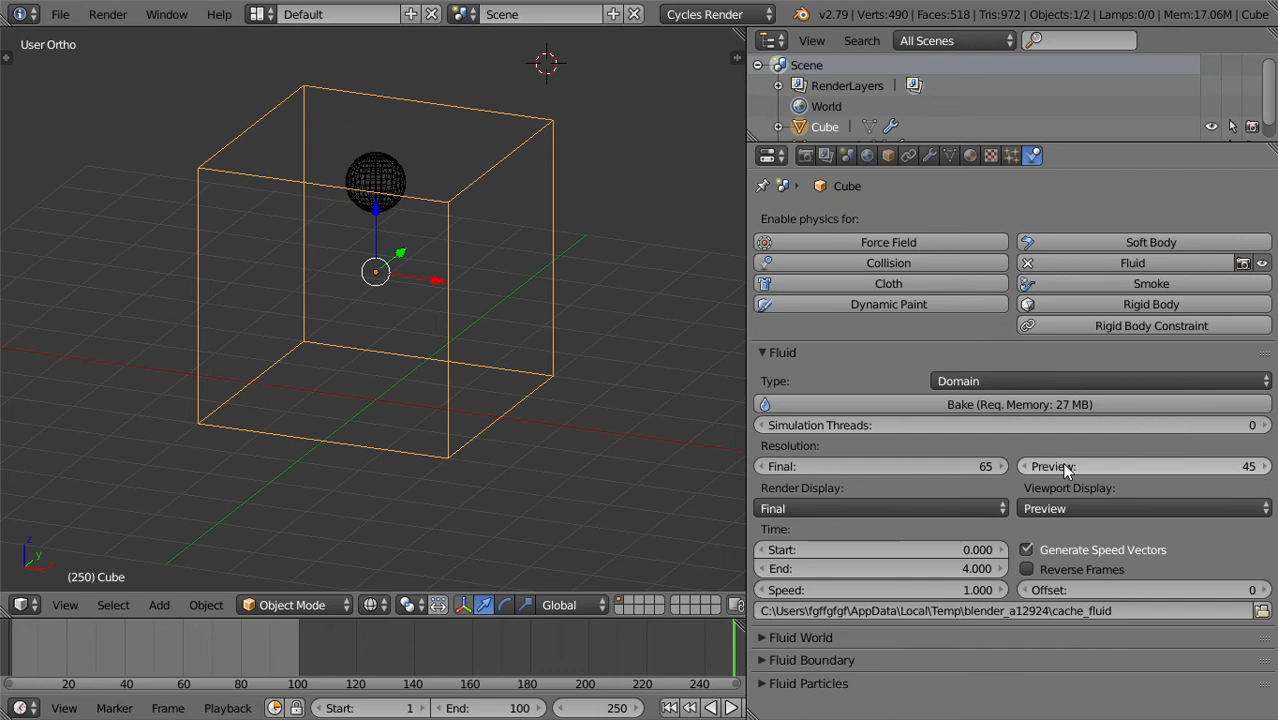 File Render Window Help Default Scene Cycles Render v2.79 | Verts:490 | Faces:518 | Tris:972 | Objects:1/2 | Lamps:0/0 | Mem:17.06M | Cube
User Ortho
View Search All Scenes
Scene
RenderLayers
World
Cube
Cube
Enable physics for:
Force Field Soft Body
Collision Fluid
Cloth Smoke
Dynamic Paint Rigid Body
Rigid Body Constraint
Fluid
Type: Domain
Bake (Req. Memory: 27 MB)
Simulation Threads: 0
Resolution:
Final: 65 Preview: 45
Render Display: Viewport Display:
Final Preview
Time:
Start: 0.000 Generate Speed Vectors
End: 4.000 Reverse Frames
Speed: 1.000 Offset: 0
C:\Users\fgffgfgf\AppData\Local\Temp\blender_a12924\cache_fluid
Fluid World
Fluid Boundary
Fluid Particles
z
y
x
(250) Cube
View Select Add Object Object Mode Global
20 40 60 80 100 120 140 160 180 200 220 240
View Marker Frame Playback Start: 1 End: 100 250